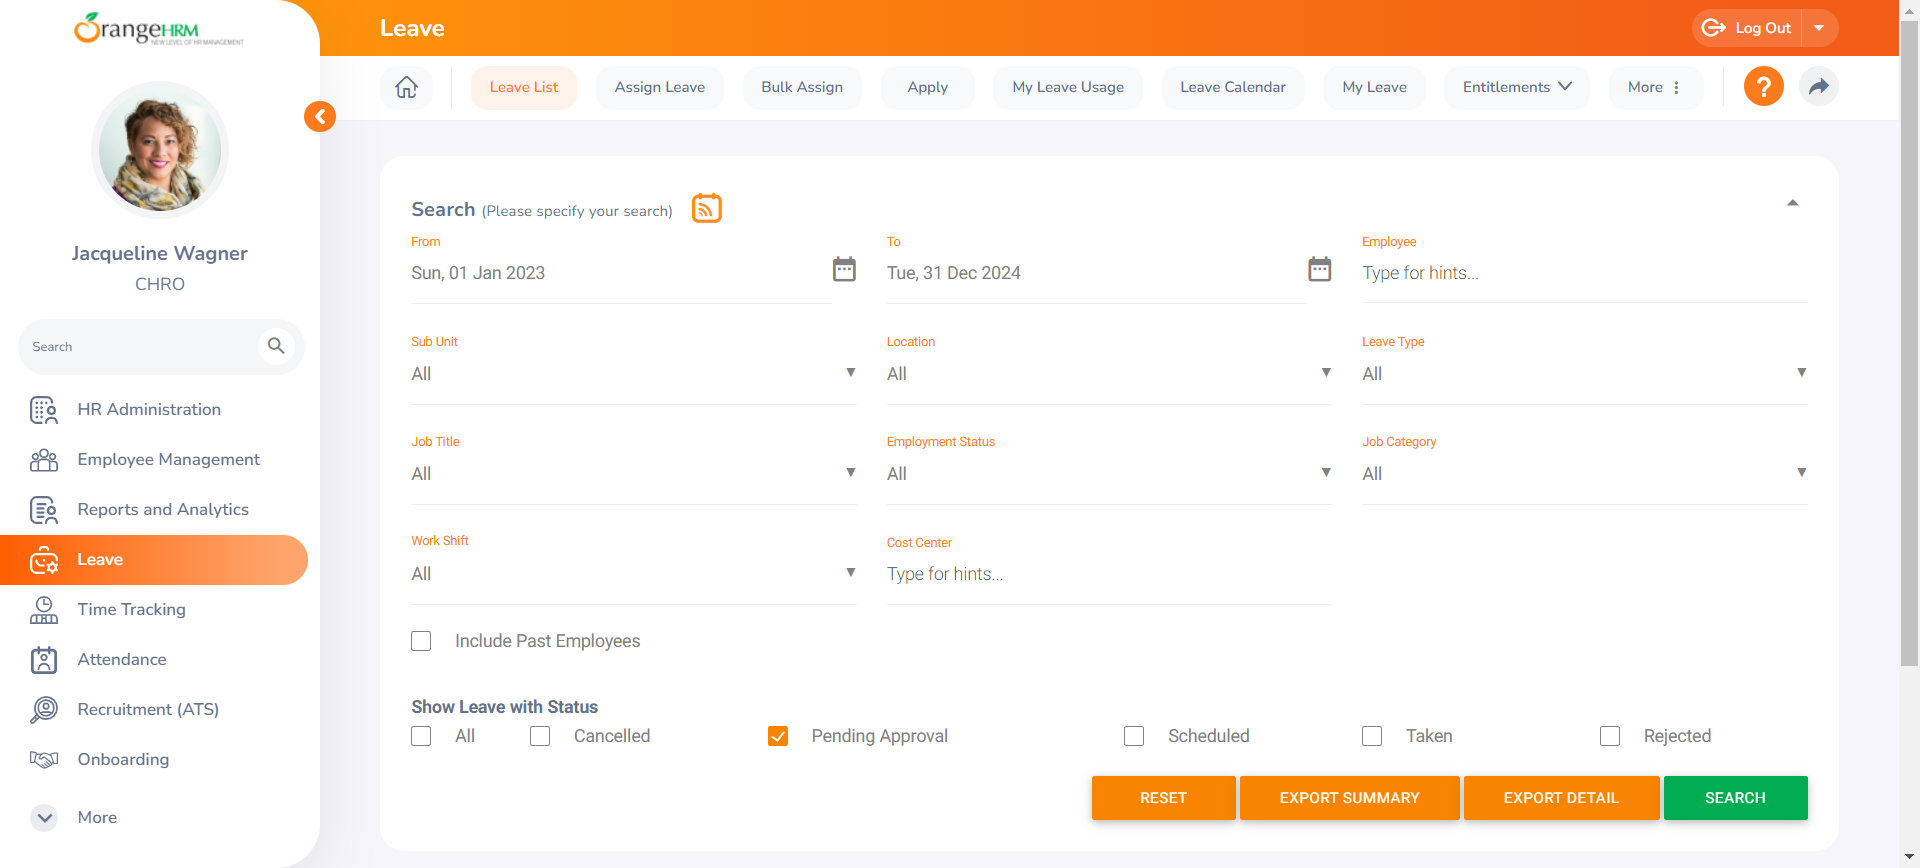 OrangeHRM
NEW LEVEL OF HR MANAGEMENT
Jacqueline Wagner
CHRO
Search
HR Administration
Employee Management
Reports and Analytics
Leave
Time Tracking
Attendance
Recruitment (ATS)
Onboarding
More
Leave
Log Out
Leave List
Assign Leave
Bulk Assign
Apply
My Leave Usage
Leave Calendar
My Leave
Entitlements
More
?
Search (Please specify your search)
From
Sun, 01 Jan 2023
To
Tue, 31 Dec 2024
Employee
Type for hints...
Sub Unit
All
Location
All
Leave Type
All
Job Title
All
Employment Status
All
Job Category
All
Work Shift
All
Cost Center
Type for hints...
Include Past Employees
Show Leave with Status
All
Cancelled
Pending Approval
Scheduled
Taken
Rejected
RESET
EXPORT SUMMARY
EXPORT DETAIL
SEARCH